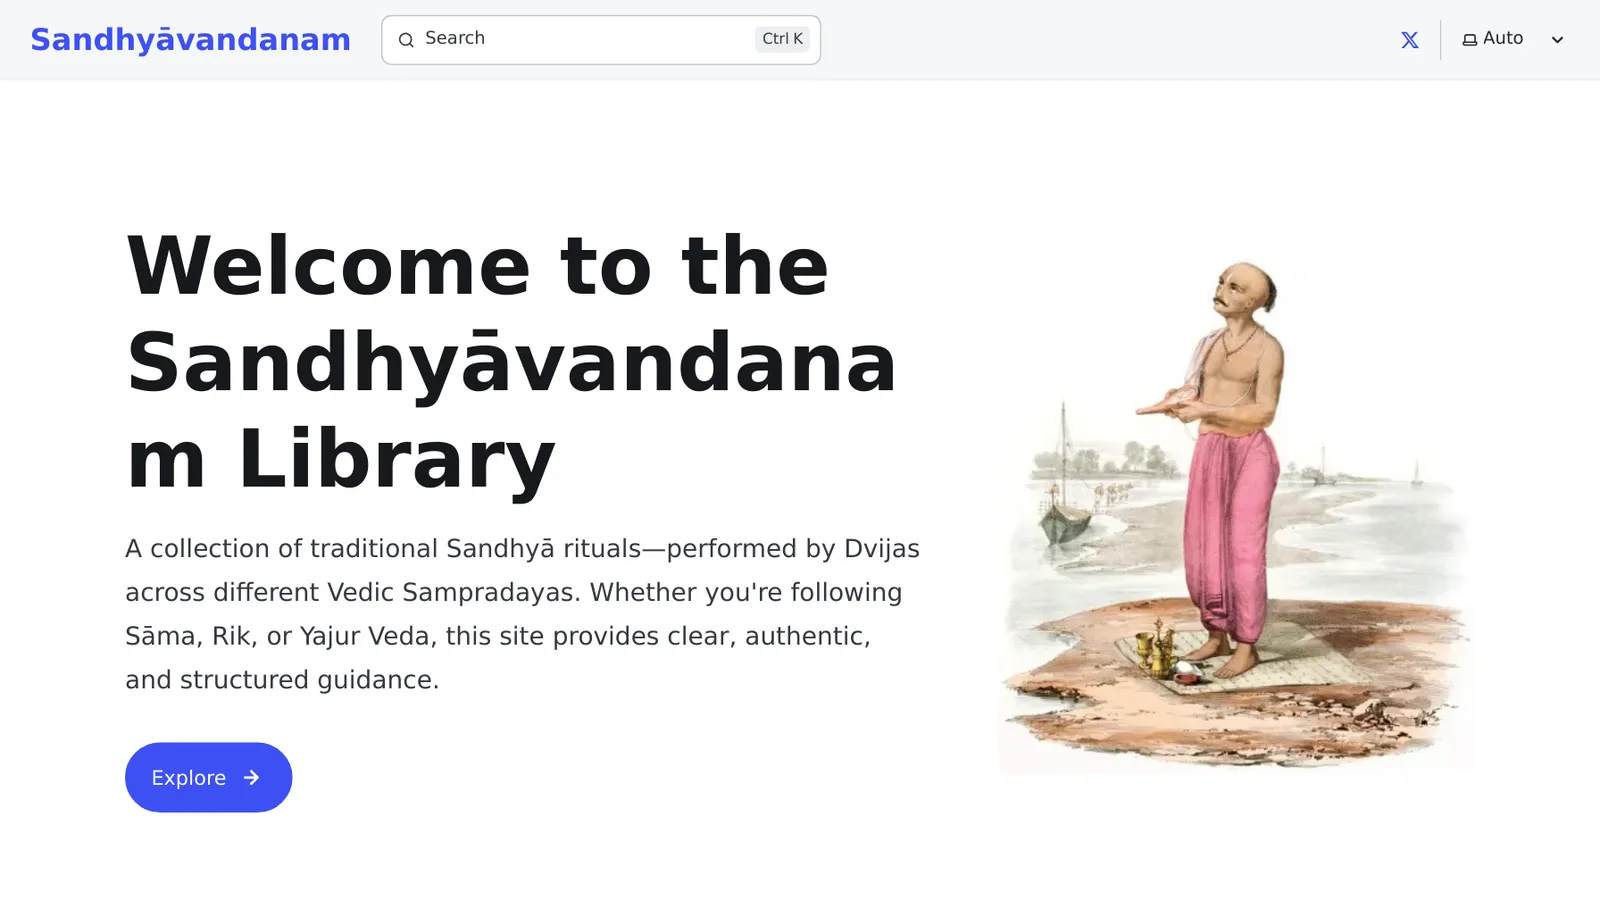 Sandhyāvandanam
Search
Ctrl K
Auto
Welcome to the
Sandhyāvandana
m Library
A collection of traditional Sandhyā rituals—performed by Dvijas
across different Vedic Sampradayas. Whether you're following
Sāma, Rik, or Yajur Veda, this site provides clear, authentic,
and structured guidance.
Explore